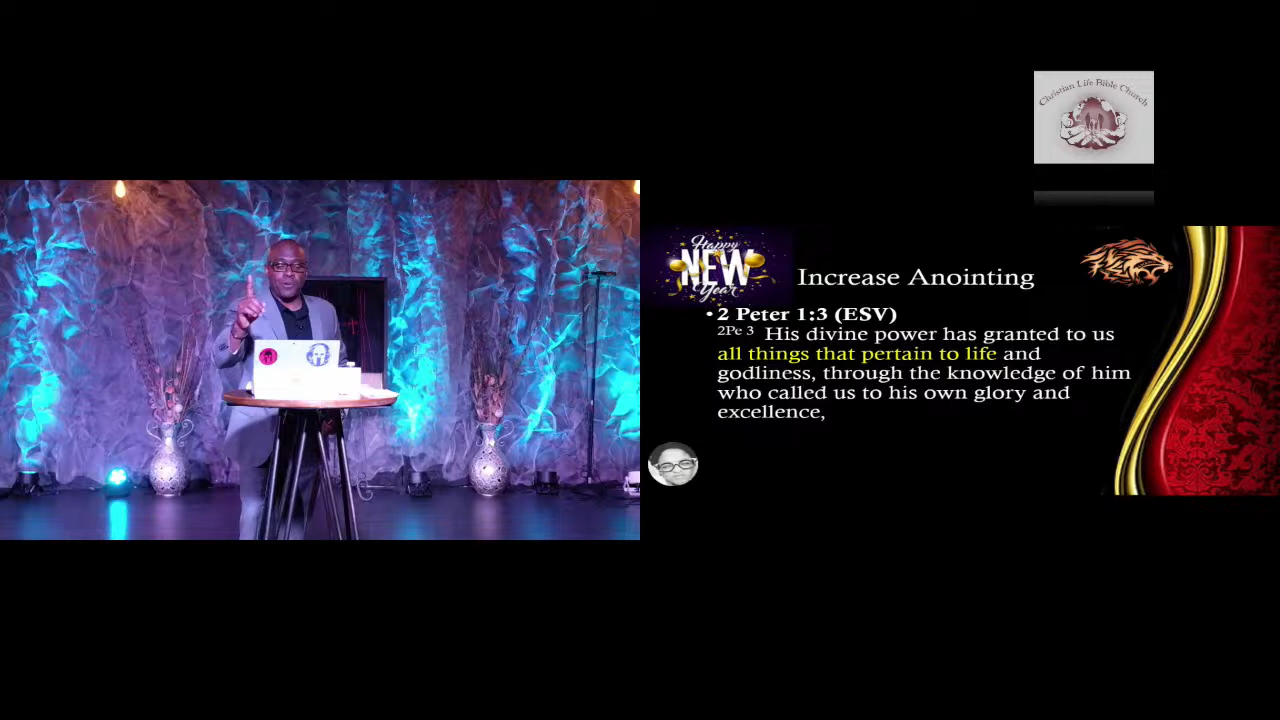 Christian Life Bible Church
Happy
NEW
Year
Increase Anointing
• 2 Peter 1:3 (ESV)
2Pe 3 His divine power has granted to us
all things that pertain to life and
godliness, through the knowledge of him
who called us to his own glory and
excellence,